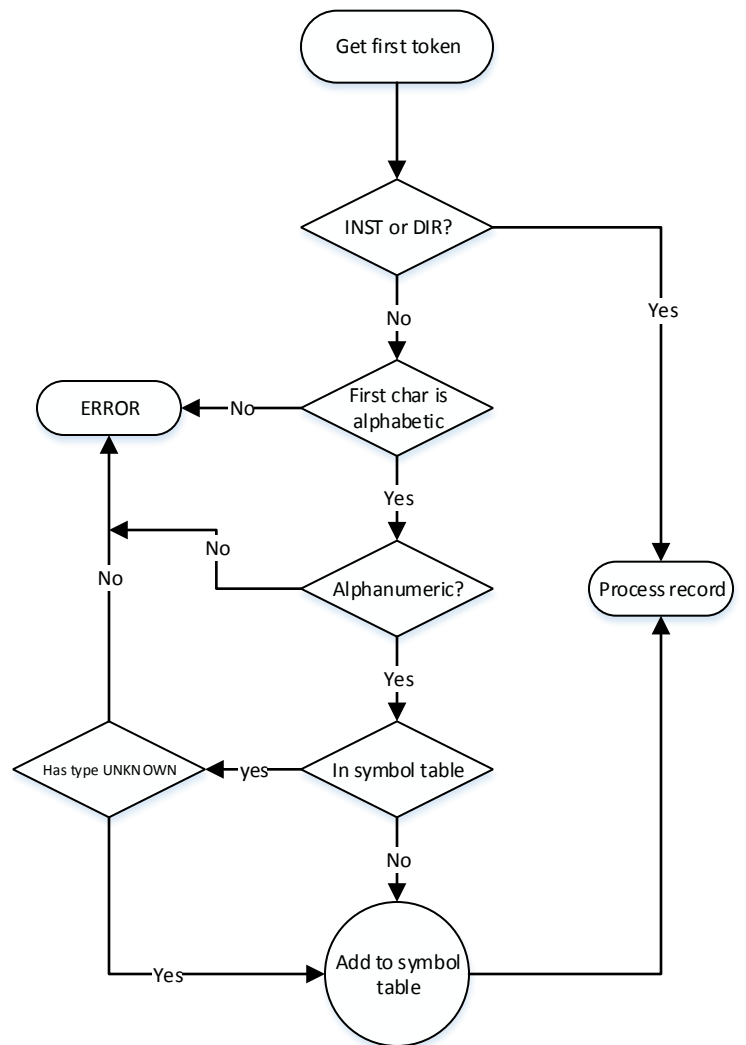 Get first token
INST or DIR?
Yes
No
First char is
alphabetic
No
ERROR
Yes
No
Alphanumeric?
No
Process record
Yes
Has type UNKNOWN
yes
In symbol table
No
Add to symbol
table
Yes